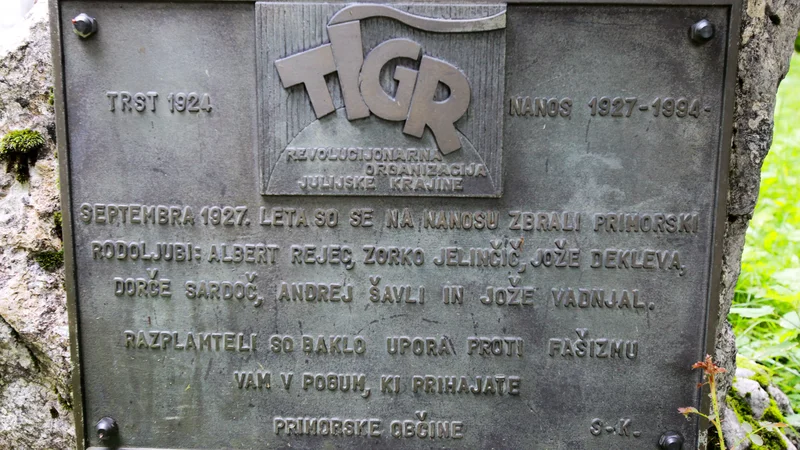 TIGR
TRST 1924
NANOS 1927-1994
REVOLUCIJONARNA
ORGANIZACIJA
JULIJSKE KRAJINE
SEPTEMBRA 1927. LETA SO SE NA NANOSU ZBRALI PRIMORSKI
RODOLJUBI: ALBERT REJEC, ZORKO JELINČIČ, JOŽE DEKLEVA,
DORČE SARDOČ, ANDREJ ŠAVLI IN JOŽE VADNJAL.
RAZPLAMTELI SO BAKLO UPORA PROTI FAŠIZMU
VAM V POGUM, KI PRIHAJATE
PRIMORSKE OBČINE
S-K.